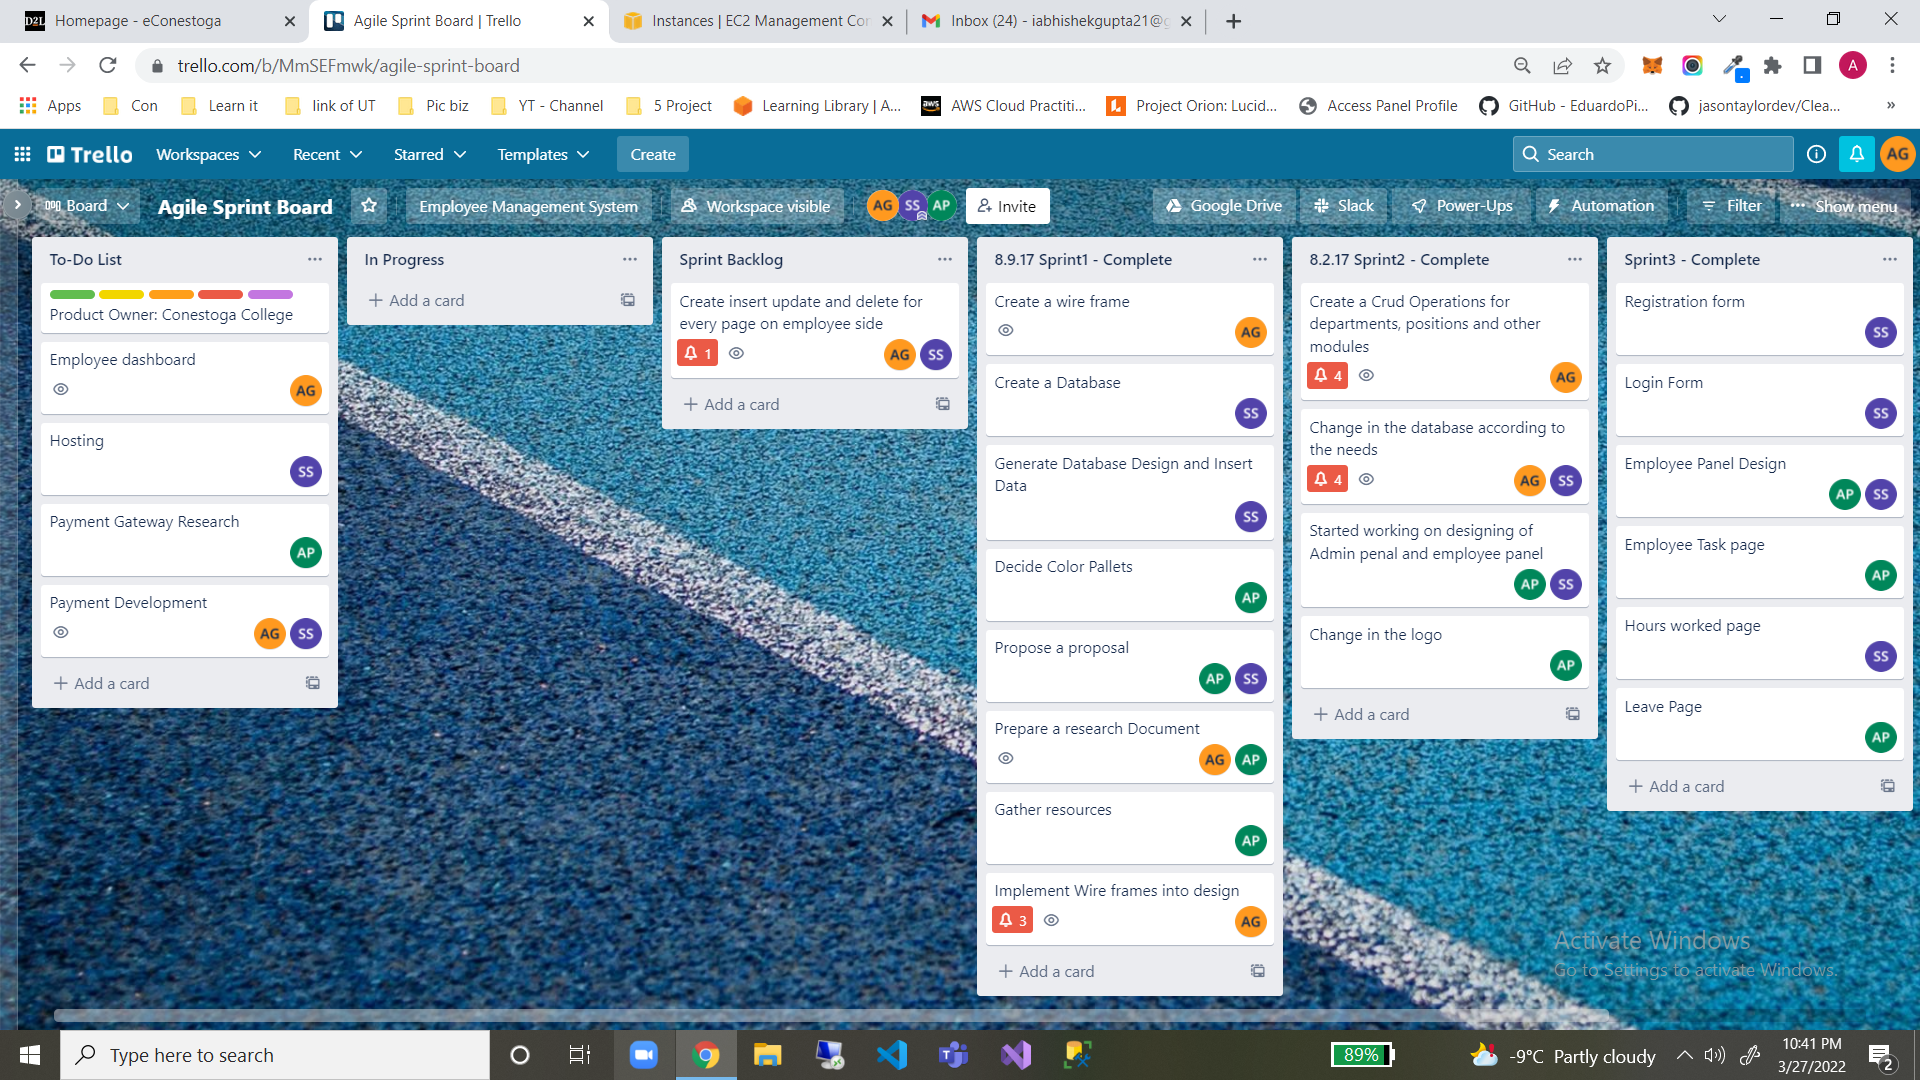 Homepage - eConestoga
Agile Sprint Board | Trello
Instances | EC2 Management Con
Inbox (24) - iabhishekgupta21@g
trello.com/b/MmSEFmwk/agile-sprint-board
A
Apps
Con
Learn it
link of UT
Pic biz
YT - Channel
5 Project
Learning Library | A...
AWS Cloud Practiti...
Project Orion: Lucid...
Access Panel Profile
GitHub - EduardoPi...
jasontaylordev/Clea...
»
Trello
Workspaces
Recent
Starred
Templates
Create
Search
AG
Board
Agile Sprint Board
Employee Management System
Workspace visible
AG SS AP
Invite
Google Drive
Slack
Power-Ups
Automation
Filter
Show menu
To-Do List
Product Owner: Conestoga College
Employee dashboard
AG
Hosting
SS
Payment Gateway Research
AP
Payment Development
AG SS
+ Add a card
In Progress
+ Add a card
Sprint Backlog
Create insert update and delete for
every page on employee side
1
AG SS
+ Add a card
8.9.17 Sprint1 - Complete
Create a wire frame
AG
Create a Database
SS
Generate Database Design and Insert
Data
SS
Decide Color Pallets
AP
Propose a proposal
AP SS
Prepare a research Document
AG AP
Gather resources
AP
Implement Wire frames into design
3
AG
+ Add a card
8.2.17 Sprint2 - Complete
Create a Crud Operations for
departments, positions and other
modules
4
AG
Change in the database according to
the needs
4
AG SS
Started working on designing of
Admin penal and employee panel
AP SS
Change in the logo
AP
+ Add a card
Sprint3 - Complete
Registration form
SS
Login Form
SS
Employee Panel Design
AP SS
Employee Task page
AP
Hours worked page
SS
Leave Page
AP
+ Add a card
Activate Windows
Go to Settings to activate Windows.
Type here to search
89%
-9°C Partly cloudy
10:41 PM
3/27/2022
2